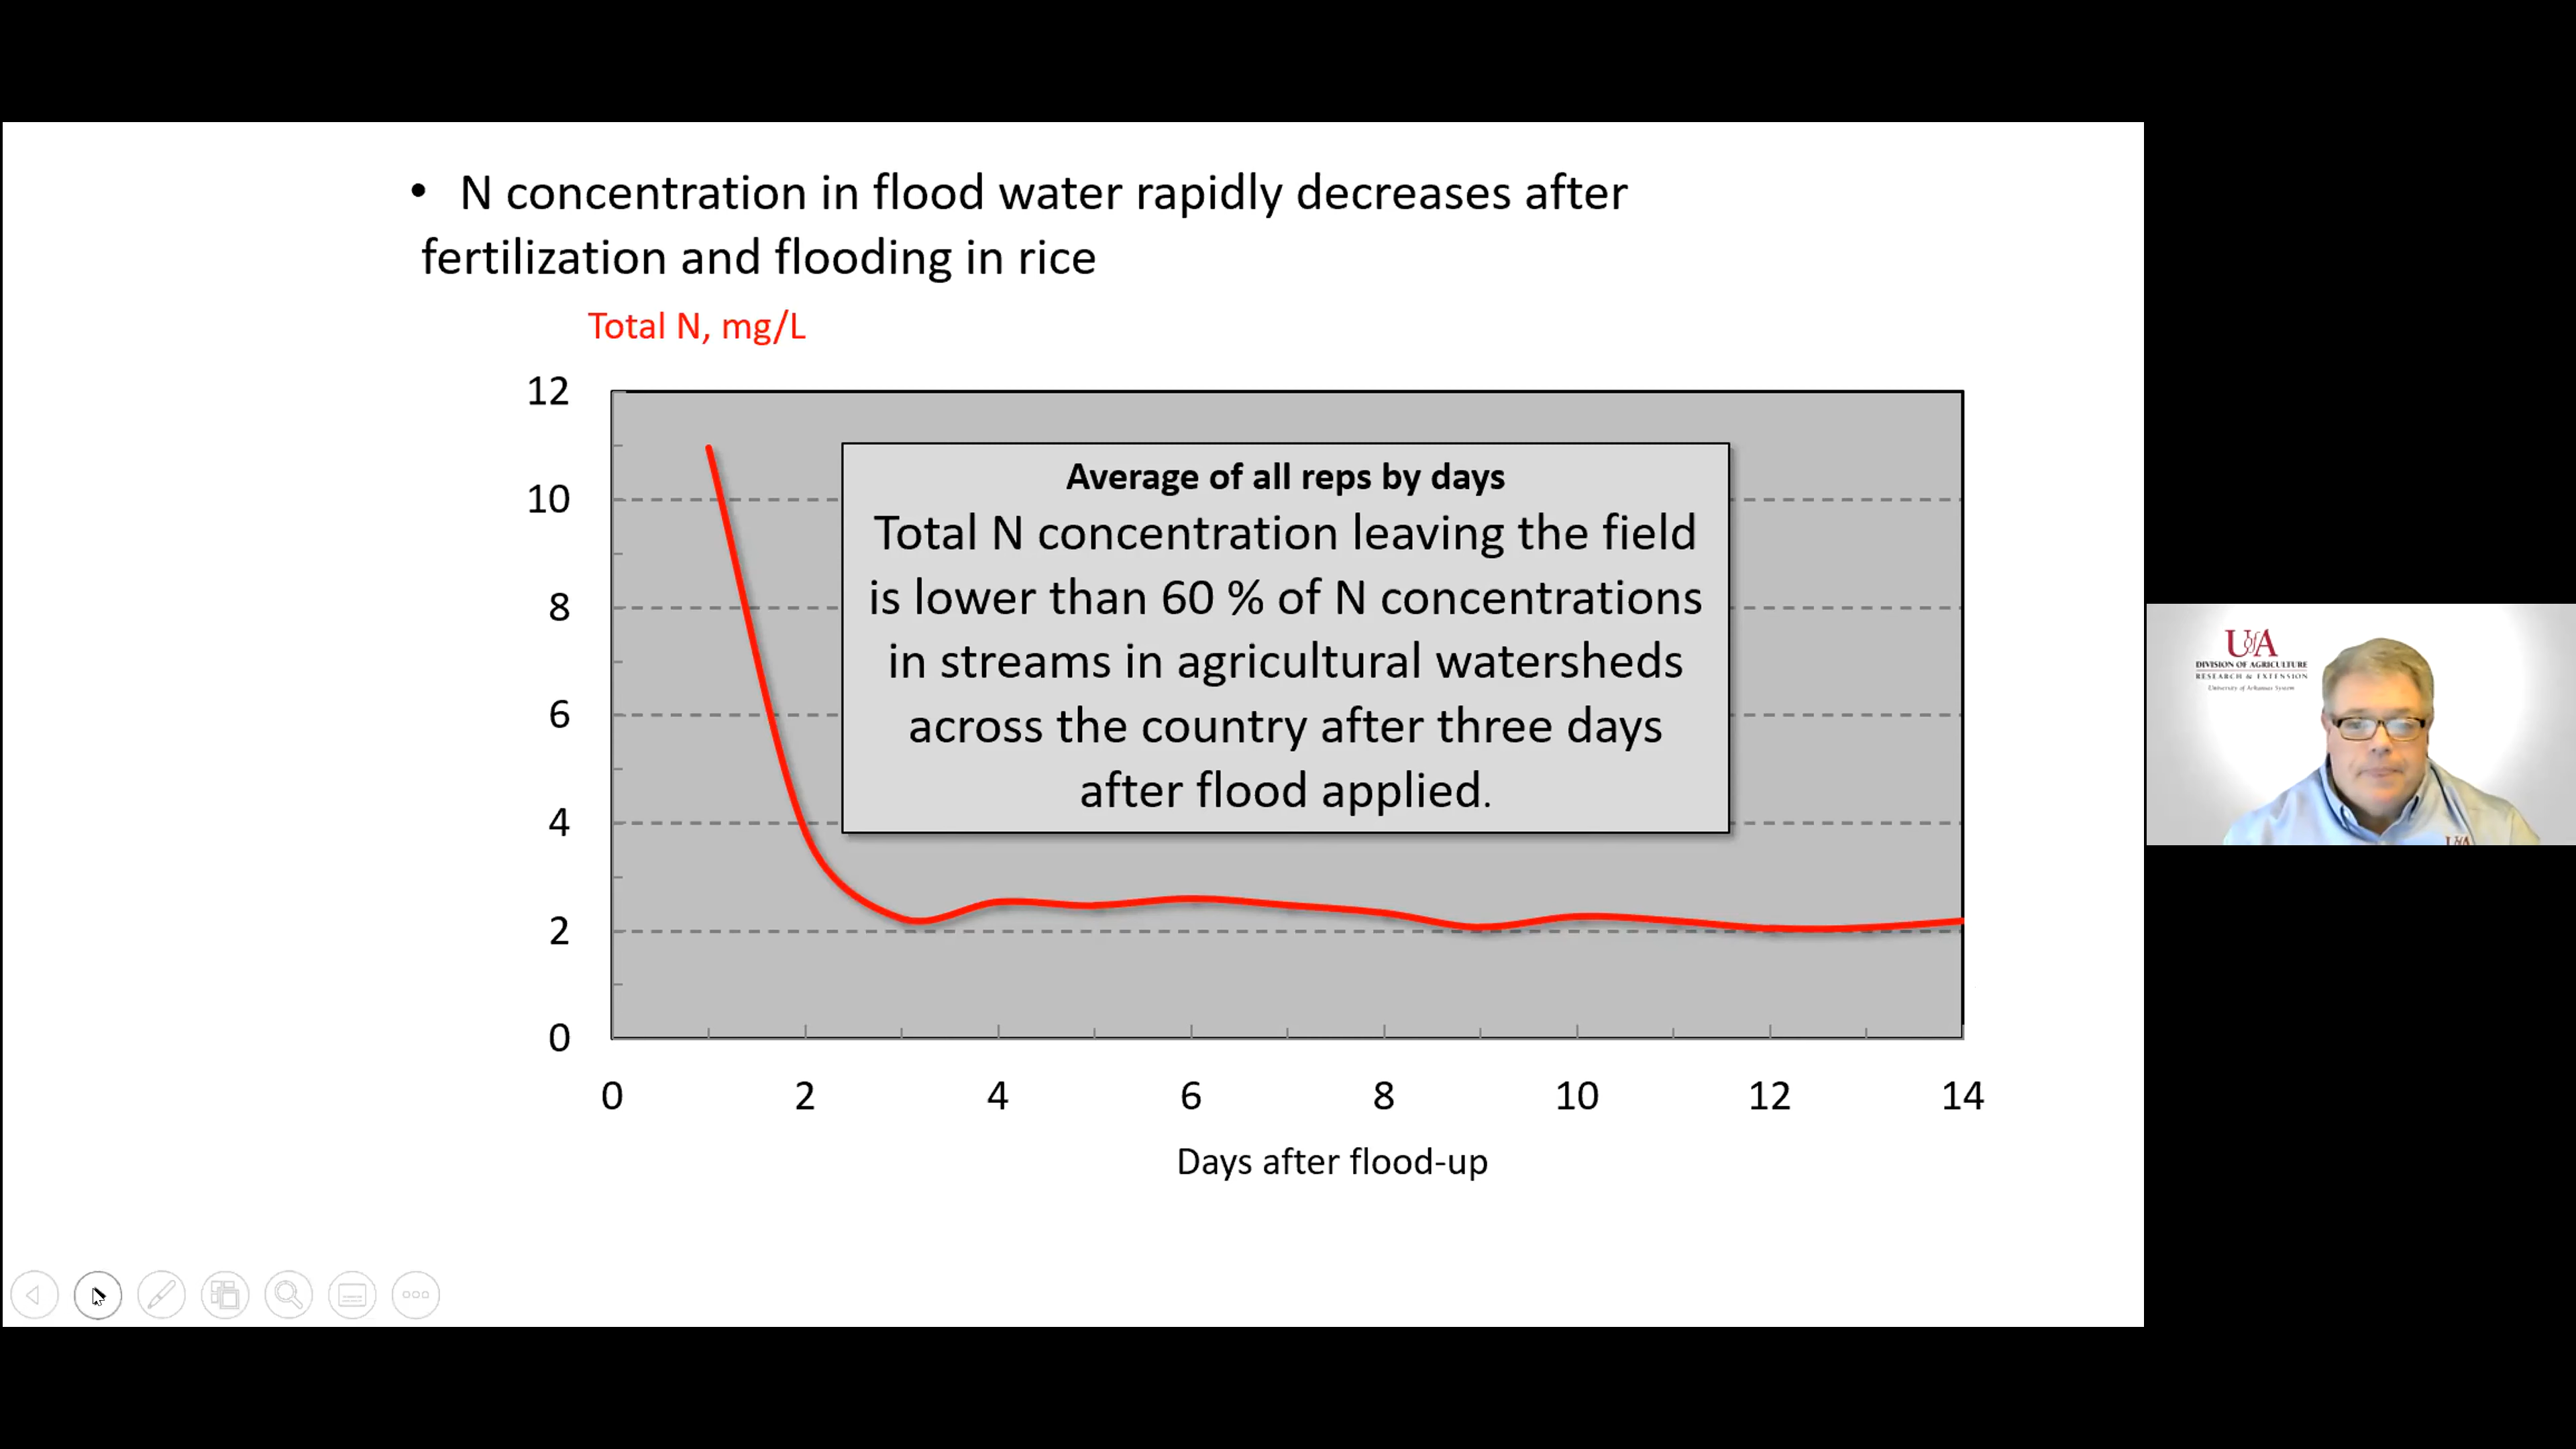 • N concentration in flood water rapidly decreases after
fertilization and flooding in rice
Total N, mg/L
12
10
8
6
4
2
0
Average of all reps by days
Total N concentration leaving the field
is lower than 60 % of N concentrations
in streams in agricultural watersheds
across the country after three days
after flood applied.
0 2 4 6 8 10 12 14
Days after flood-up
UofA
DIVISION OF AGRICULTURE
RESEARCH & EXTENSION
University of Arkansas System
UofA